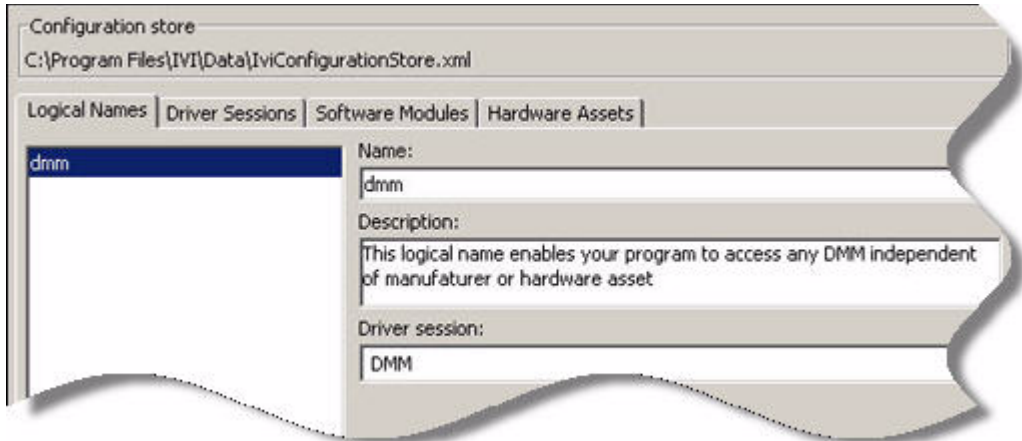 Configuration store
C:\Program Files\IVI\Data\IviConfigurationStore.xml
Logical Names Driver Sessions Software Modules Hardware Assets
dmm
Name:
dmm
Description:
This logical name enables your program to access any DMM independent
of manufaturer or hardware asset
Driver session:
DMM